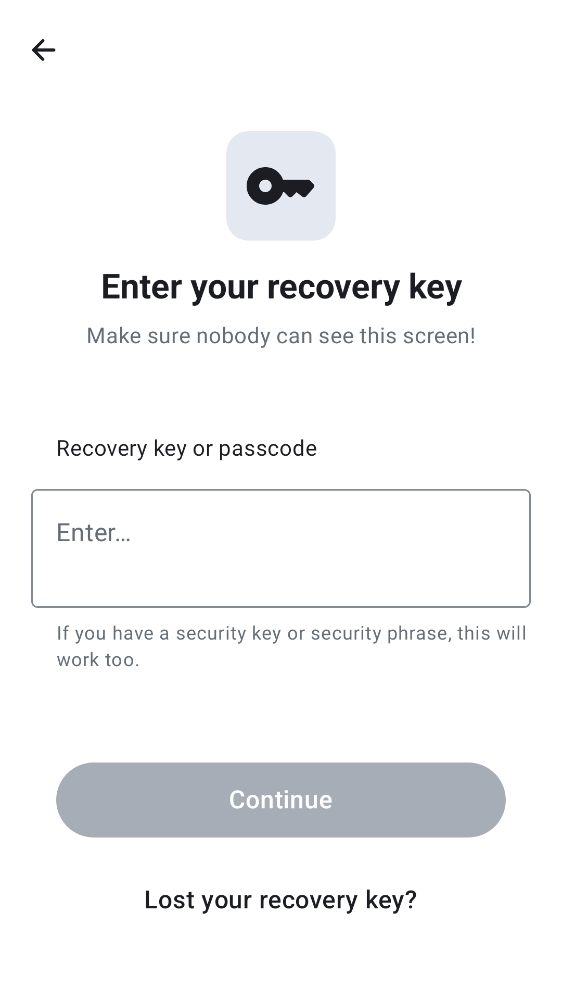 Enter your recovery key
Make sure nobody can see this screen!
Recovery key or passcode
Enter…
If you have a security key or security phrase, this will
work too.
Continue
Lost your recovery key?